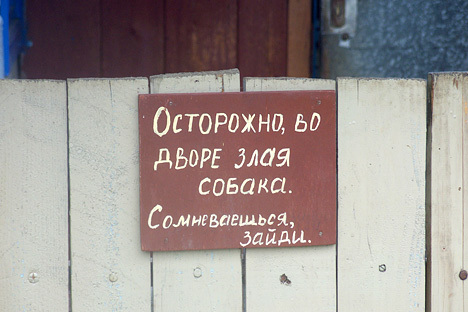 Осторожно, во
дворе злая
собака.
Сомневаешься,
зайди.